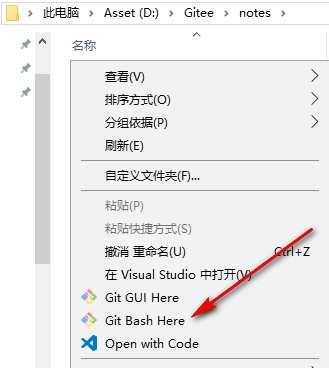 此电脑 > Asset (D:) > Gitee > notes >
名称
查看(V)
排序方式(O)
分组依据(P)
刷新(E)
自定义文件夹(F)...
粘贴(P)
粘贴快捷方式(S)
撤消 重命名(U) Ctrl+Z
在 Visual Studio 中打开(V)
Git GUI Here
Git Bash Here
Open with Code